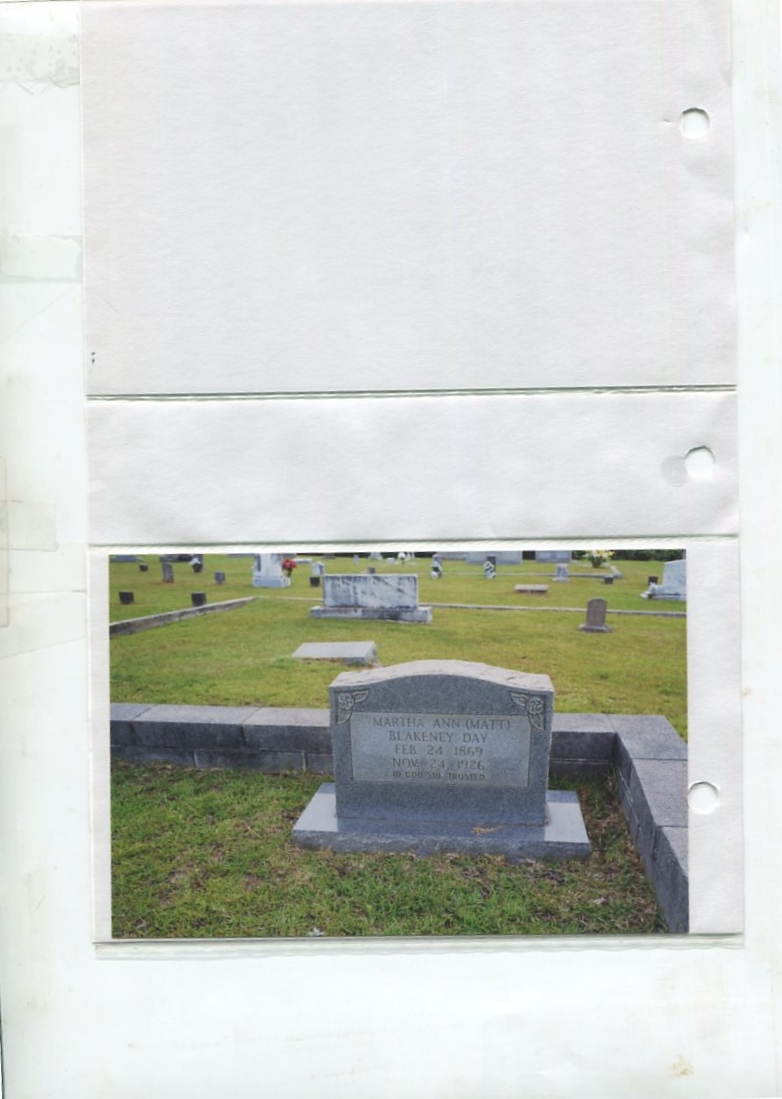 MARTHA ANN (MATT)
BLAKENEY DAY
FEB. 24, 1869
NOV. 24, 1926
IN GOD SHE TRUSTED